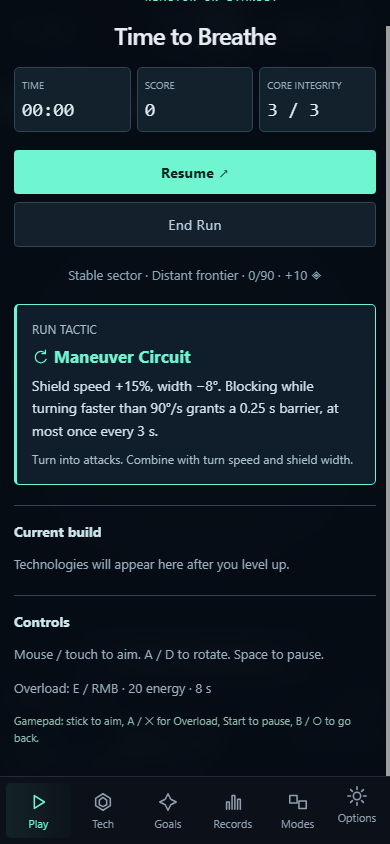 Time to Breathe
TIME
SCORE
CORE INTEGRITY
00:00
0
3 / 3
Resume ↗
End Run
Stable sector · Distant frontier · 0/90 · +10 ◈
RUN TACTIC
Maneuver Circuit
Shield speed +15%, width −8°. Blocking while
turning faster than 90°/s grants a 0.25 s barrier, at
most once every 3 s.
Turn into attacks. Combine with turn speed and shield width.
Current build
Technologies will appear here after you level up.
Controls
Mouse / touch to aim. A / D to rotate. Space to pause.
Overload: E / RMB · 20 energy · 8 s
Gamepad: stick to aim, A / ✕ for Overload, Start to pause, B / ○ to go
back.
Play
Tech
Goals
Records
Modes
Options